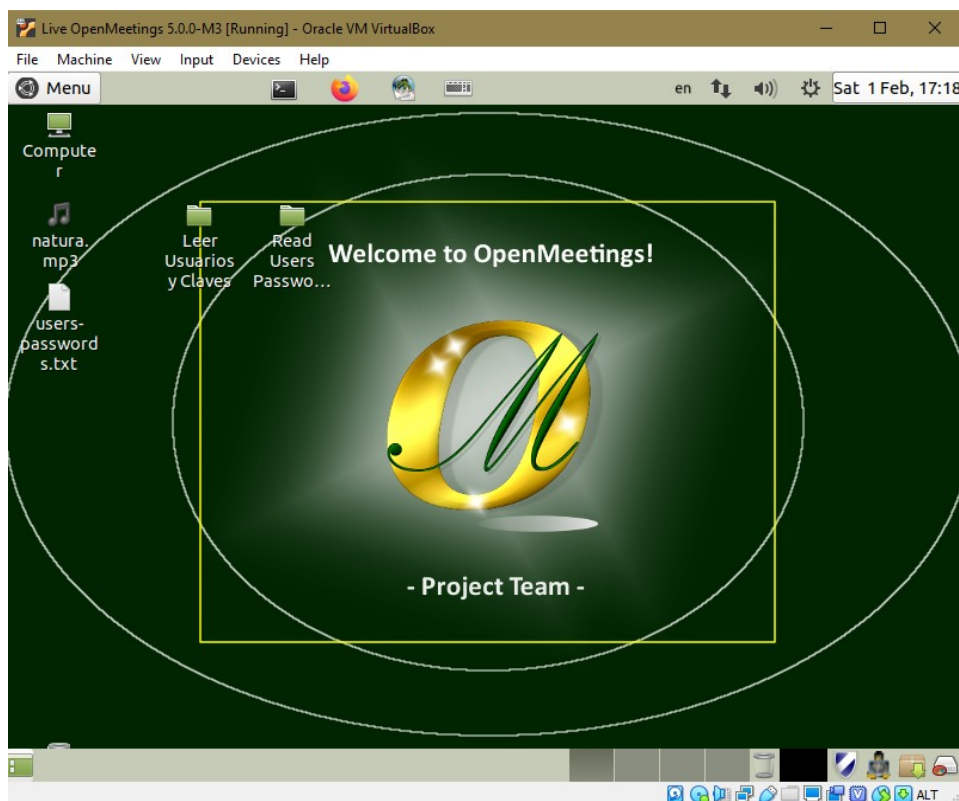 Live OpenMeetings 5.0.0-M3 [Running] - Oracle VM VirtualBox
File Machine View Input Devices Help
Menu
en
Sat 1 Feb, 17:18
Compute
r
natura.
mp3
Leer
Usuarios
y Claves
Read
Users
Passwo...
users-
password
s.txt
Welcome to OpenMeetings!
OM
- Project Team -
ALT